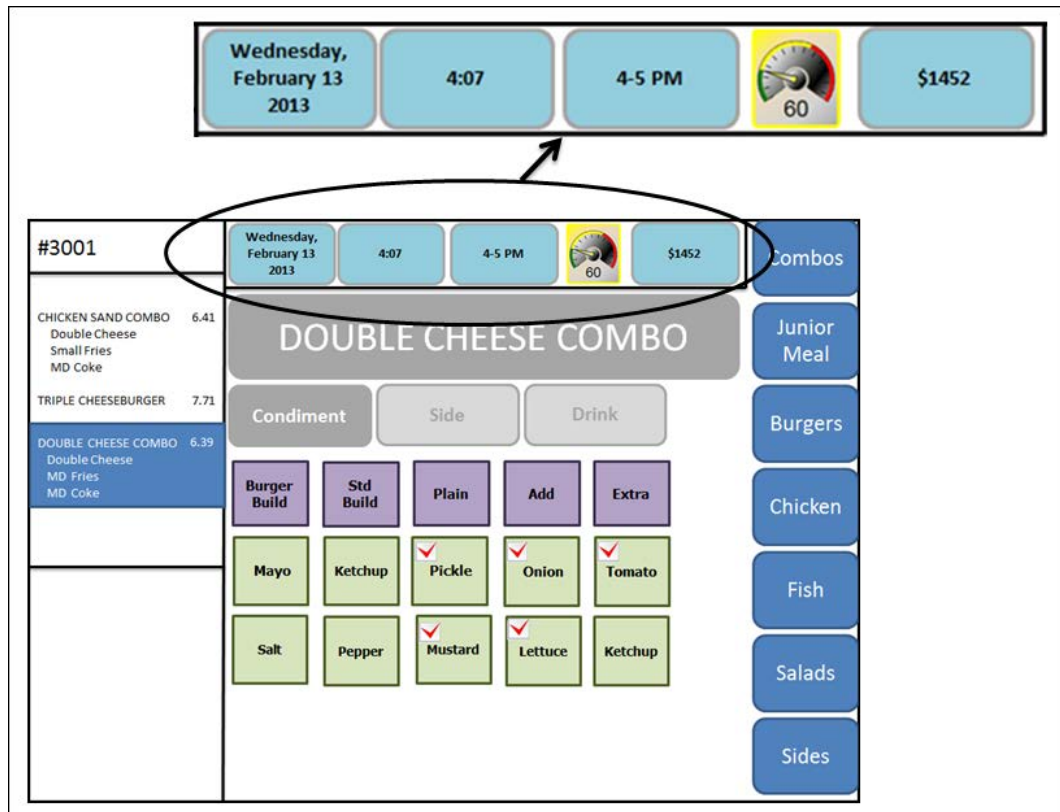 Wednesday,
February 13
2013
4:07
4-5 PM
60
$1452
#3001
Wednesday,
February 13
2013
4:07
4-5 PM
60
$1452
Combos
CHICKEN SAND COMBO 6.41
Double Cheese
Small Fries
MD Coke
TRIPLE CHEESEBURGER 7.71
DOUBLE CHEESE COMBO 6.39
Double Cheese
MD Fries
MD Coke
DOUBLE CHEESE COMBO
Condiment
Side
Drink
Burger
Build
Std
Build
Plain
Add
Extra
Mayo
Ketchup
Pickle
Onion
Tomato
Salt
Pepper
Mustard
Lettuce
Ketchup
Junior
Meal
Burgers
Chicken
Fish
Salads
Sides